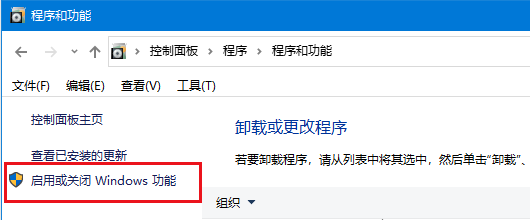 程序和功能
控制面板 > 程序 > 程序和功能
文件(F) 编辑(E) 查看(V) 工具(T)
控制面板主页
查看已安装的更新
启用或关闭 Windows 功能
卸载或更改程序
若要卸载程序，请从列表中将其选中，然后单击“卸载”、
组织